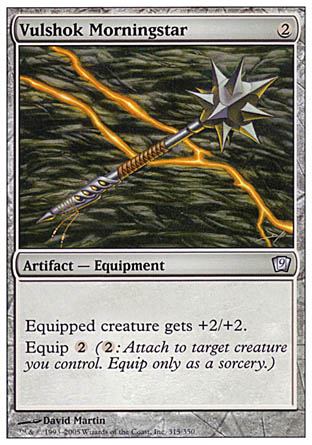 Vulshok Morningstar 2
Artifact — Equipment 9
Equipped creature gets +2/+2.
Equip 2 (2: Attach to target creature
you control. Equip only as a sorcery.)
David Martin
™ & © 1993–2005 Wizards of the Coast, Inc. 315/350